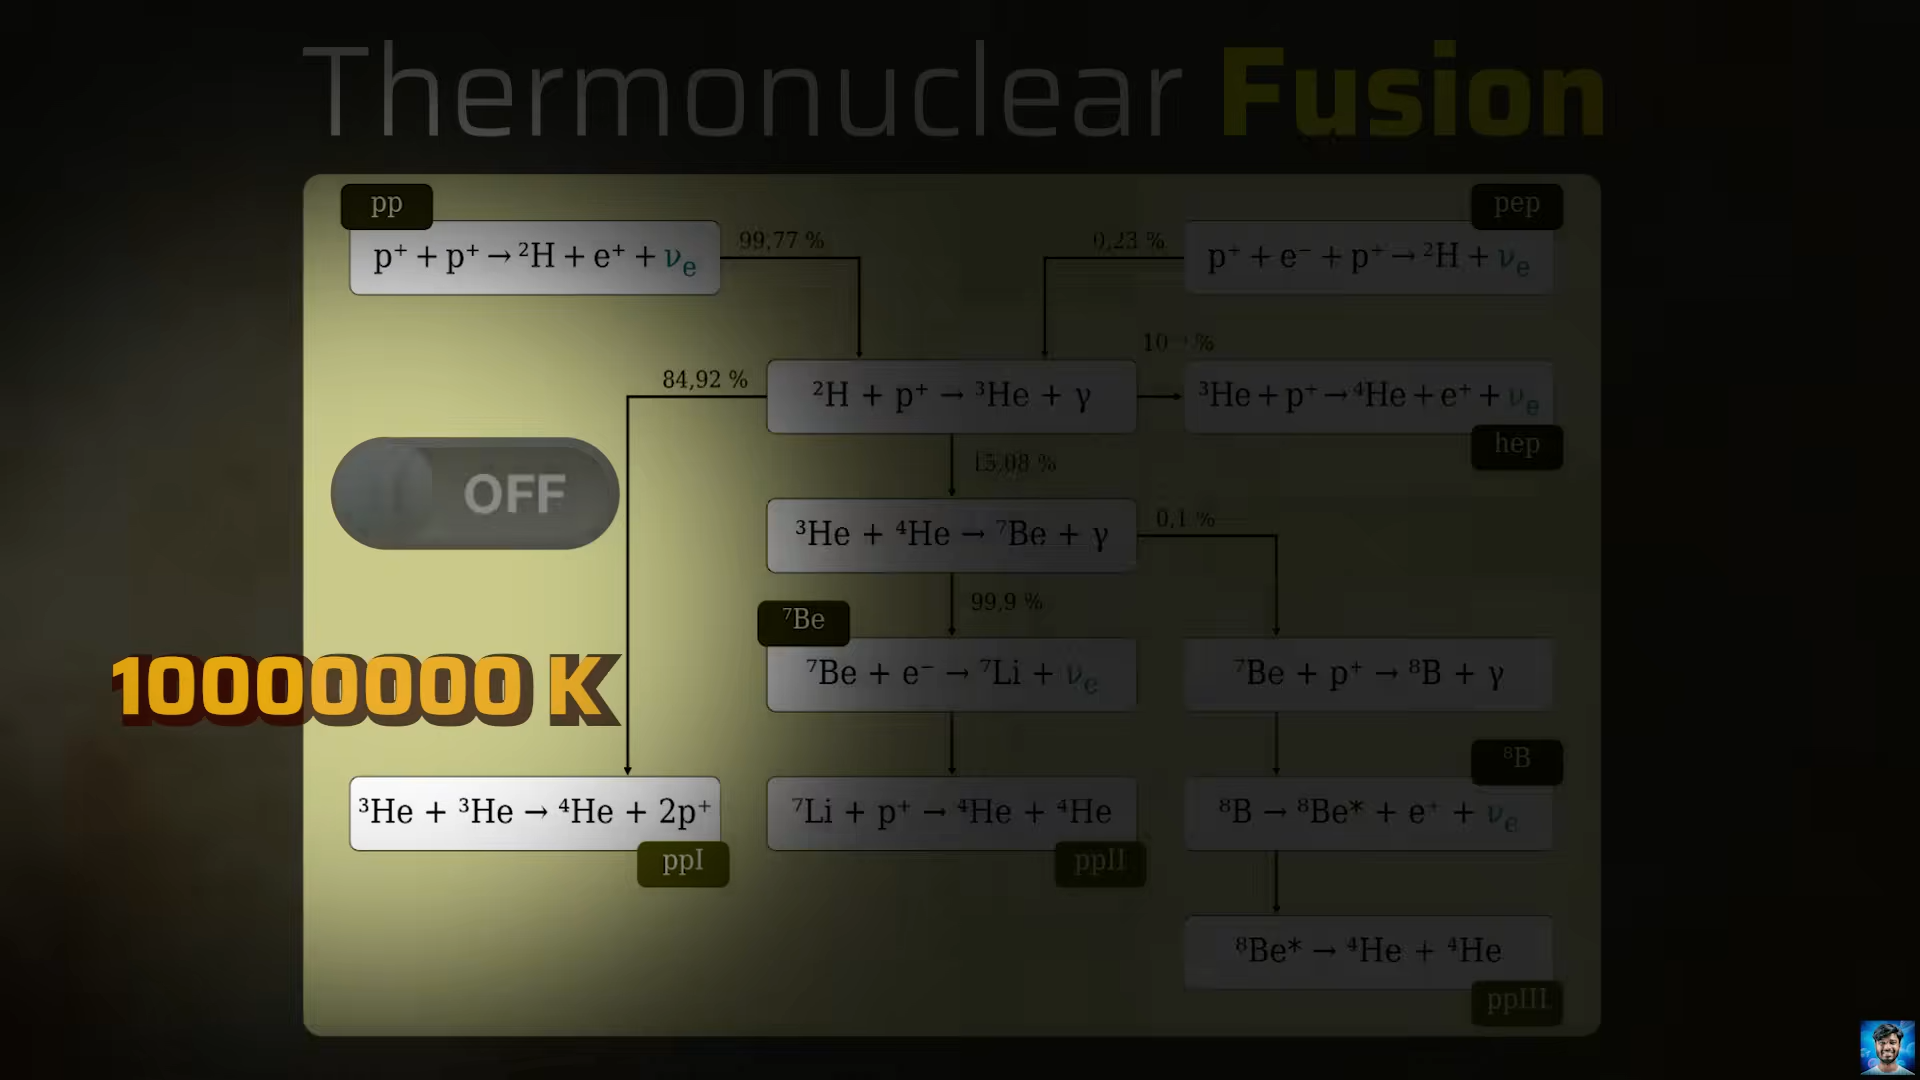 Thermonuclear Fusion
pp
p⁺ + p⁺ → ²H + e⁺ + νₑ
99,77 %
0,23 %
pep
p⁺ + e⁻ + p⁺ → ²H + νₑ
84,92 %
²H + p⁺ → ³He + γ
%
³He + p⁺ → ⁴He + e⁺ + νₑ
hep
OFF
15,08 %
³He + ⁴He → ⁷Be + γ
0,1 %
99,9 %
⁷Be
10000000 K
⁷Be + e⁻ → ⁷Li + νₑ
⁷Be + p⁺ → ⁸B + γ
³He + ³He → ⁴He + 2p⁺
ppI
⁷Li + p⁺ → ⁴He + ⁴He
ppII
⁸B
⁸B → ⁸Be* + e⁺ + νₑ
⁸Be* → ⁴He + ⁴He
ppIII